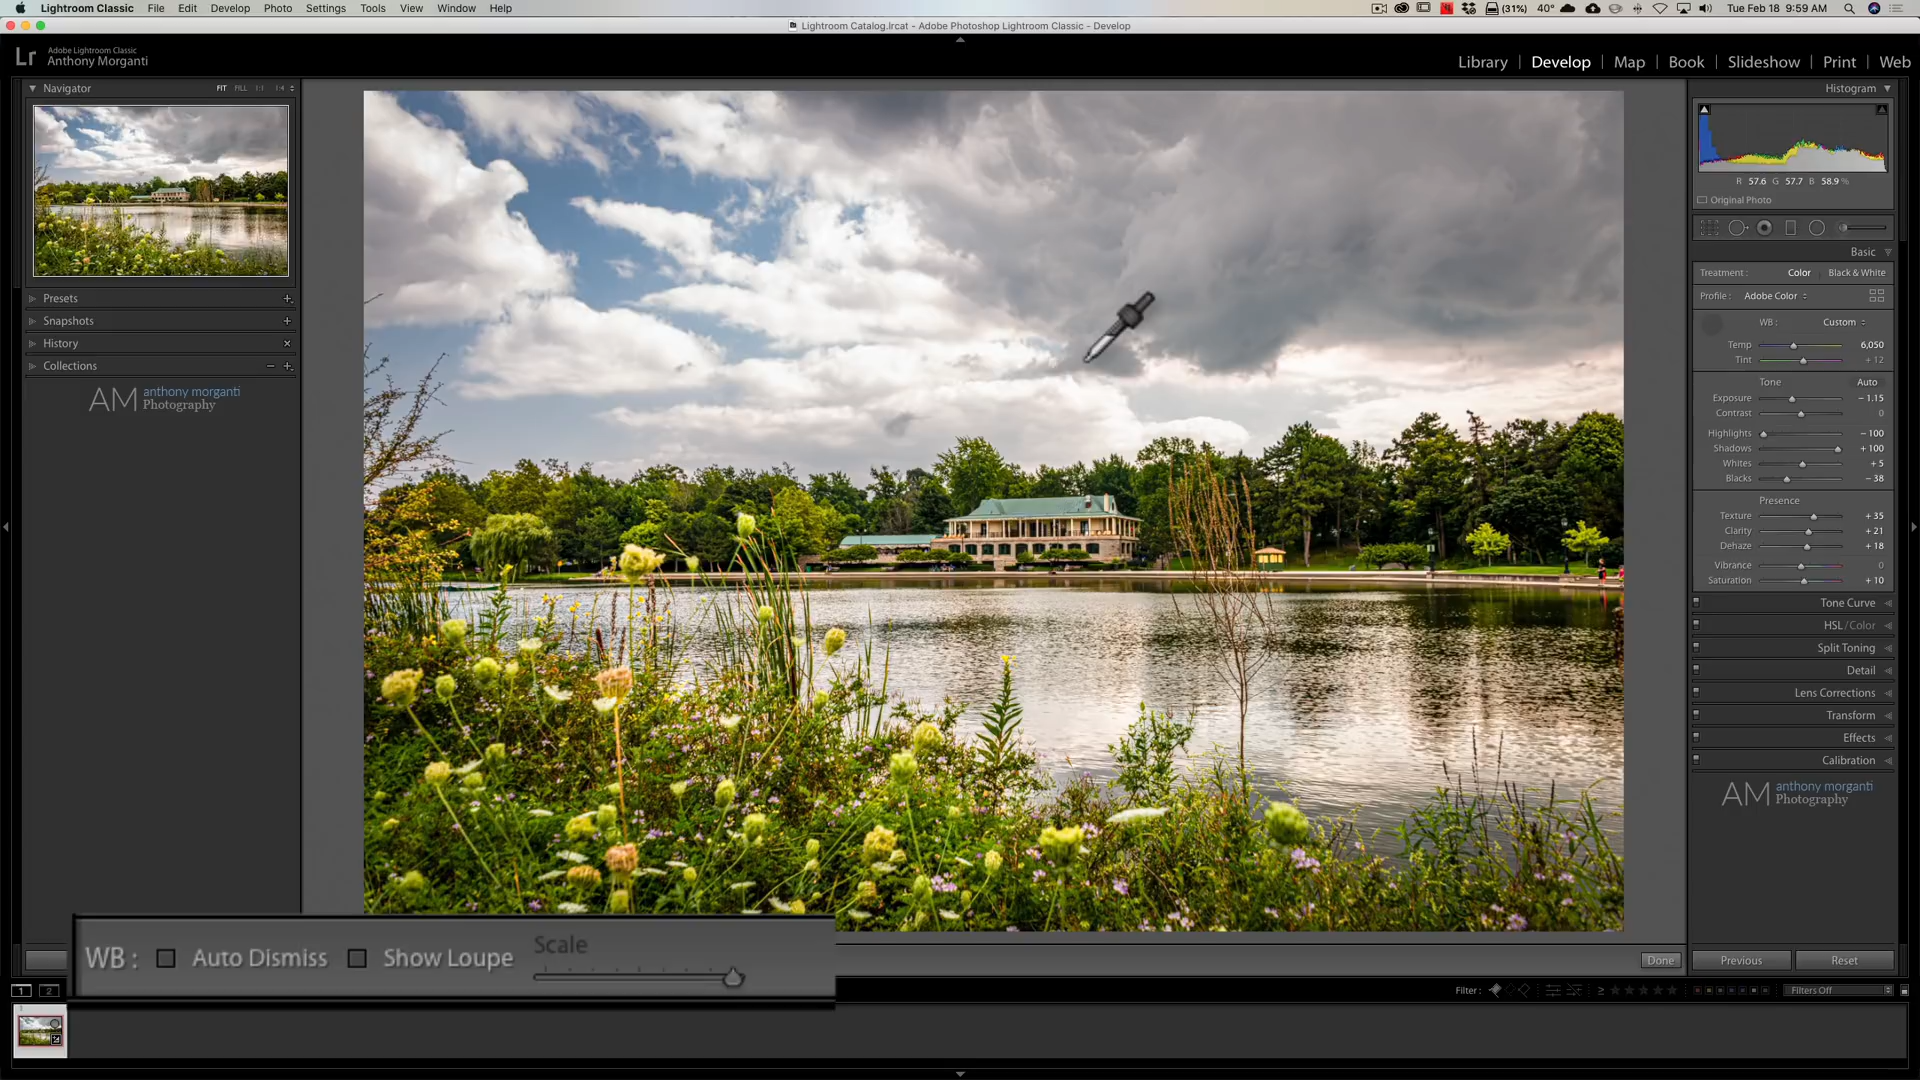 Lightroom Classic File Edit Develop Photo Settings Tools View Window Help
(31%) 40° Tue Feb 18 9:59 AM
Lightroom Catalog.lrcat - Adobe Photoshop Lightroom Classic - Develop
Lr Adobe Lightroom Classic
Anthony Morganti
Library | Develop | Map | Book | Slideshow | Print | Web
Navigator FIT FILL 1:1
Presets
Snapshots
History
Collections
AM anthony morganti
Photography
Histogram
R 57.6 G 57.7 B 58.9 %
Original Photo
Basic
Treatment : Color Black & White
Profile : Adobe Color
WB : Custom
Temp 6,050
Tint + 12
Tone Auto
Exposure − 1.15
Contrast 0
Highlights − 100
Shadows + 100
Whites + 5
Blacks − 38
Presence
Texture + 35
Clarity + 21
Dehaze + 18
Vibrance 0
Saturation + 10
Tone Curve
HSL / Color
Split Toning
Detail
Lens Corrections
Transform
Effects
Calibration
AM anthony morganti
Photography
WB : Auto Dismiss Show Loupe Scale
Done
Previous Reset
1 2
Filter : ≥ Filters Off